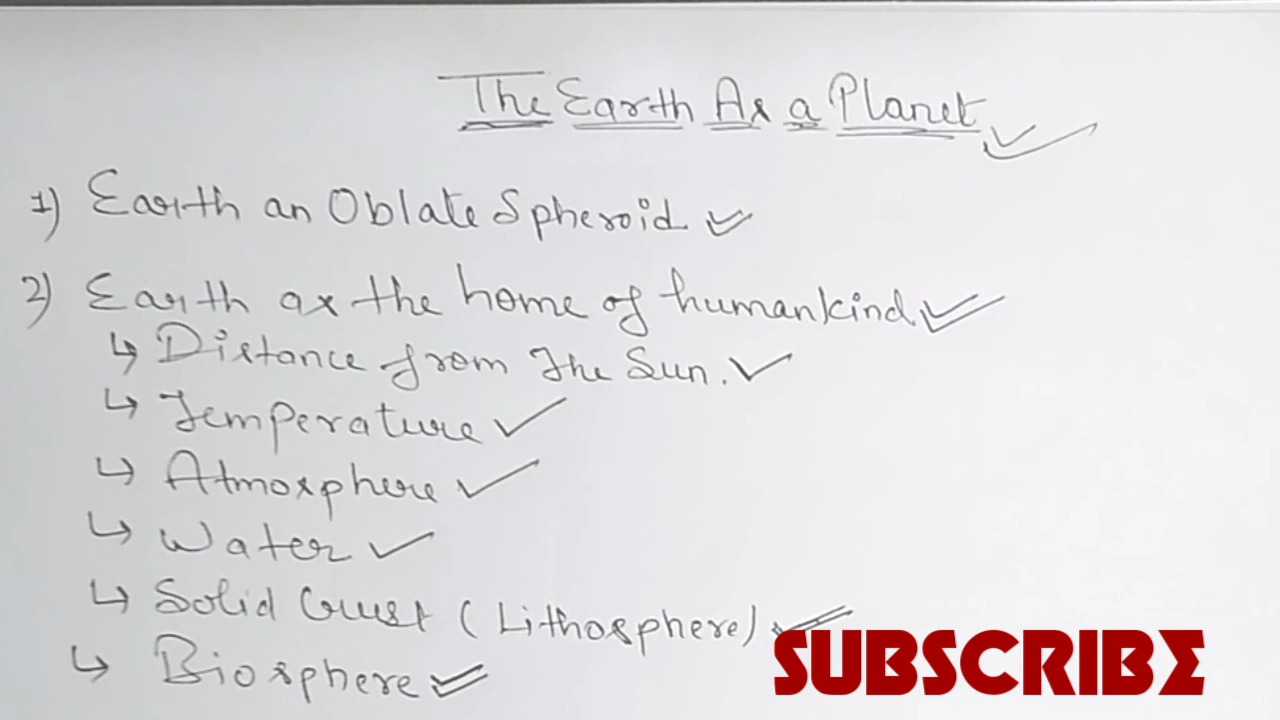 The Earth As a Planet
1) Earth an Oblate Spheroid
2) Earth as the home of humankind
↳ Distance from the Sun.
↳ Temperature
↳ Atmosphere
↳ Water
↳ Solid Crust (Lithosphere)
↳ Biosphere
SUBSCRIBE